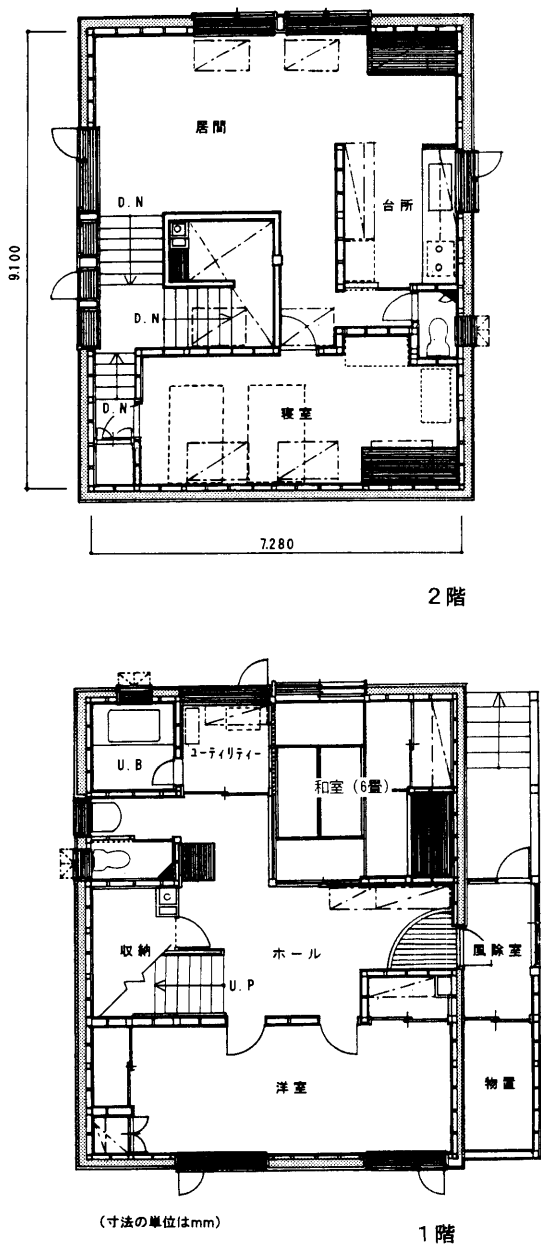 居間
D.N
台所
9.100
D.N
D.N
寝室
7.280
2階
U.B
ユーティリティー
和室(6畳)
収納
ホール
風除室
U.P
洋室
物置
(寸法の単位はmm)
1階